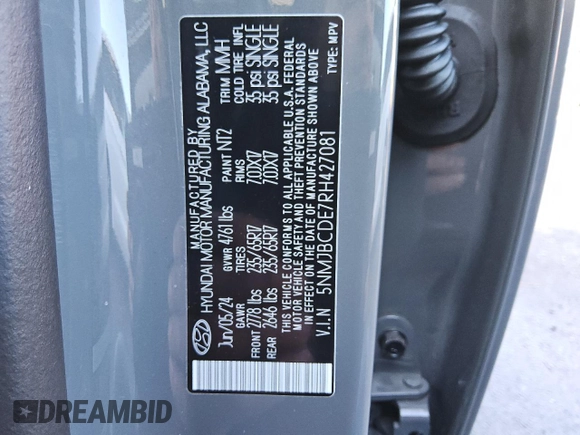 MANUFACTURED BY
HYUNDAI MOTOR MANUFACTURING ALABAMA, LLC
Jun/05/24 GVWR 4761 lbs PAINT NT2 TRIM MMH
GAWR TIRES RIMS COLD TIRE INFL
FRONT 2778 lbs 235/65R17 7.00X17 35 psi SINGLE
REAR 2646 lbs 235/65R17 7.00X17 35 psi SINGLE
THIS VEHICLE CONFORMS TO ALL APPLICABLE U.S.A. FEDERAL
MOTOR VEHICLE SAFETY AND THEFT PREVENTION STANDARDS
IN EFFECT ON THE DATE OF MANUFACTURE SHOWN ABOVE
V.I.N 5NMJBCDE7RH427081 TYPE: MPV
DREAMBID